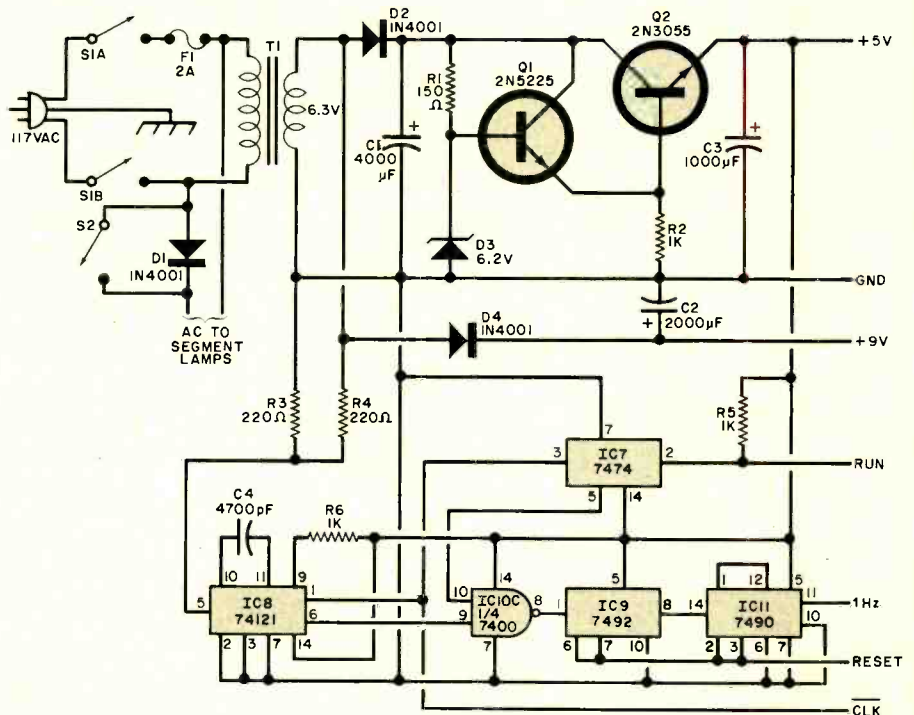 S1A
F1
2A
T1
6.3V
117VAC
S1B
S2
D1
1N4001
AC TO
SEGMENT
LAMPS
D2
1N4001
R1
150
Ω
Q1
2N5225
Q2
2N3055
+5V
+
C1
4000
μF
+
C3
1000μF
R2
1K
D3
6.2V
GND
C2
+ 2000μF
D4
1N4001
+9V
R3
220Ω
R4
220Ω
R5
1K
7
3 IC7 2
7474
5 14
RUN
C4
4700pF
R6
1K
10 11 9
5 IC8 1
74121 6
2 3 7 14
14
10 IC10C 8
1/4
9 7400
7
5
1 IC9 8
7492
6 7 10
1 12 5
14 IC11 11
7490 10
2 3 6 7
1Hz
RESET
CLK